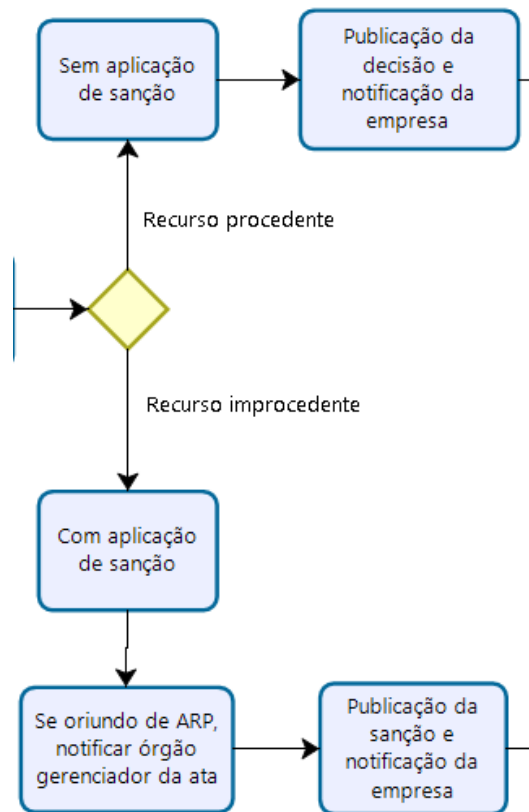 Sem aplicação
de sanção
Publicação da
decisão e
notificação da
empresa
Recurso procedente
Recurso improcedente
Com aplicação
de sanção
Se oriundo de ARP,
notificar órgão
gerenciador da ata
Publicação da
sanção e
notificação da
empresa